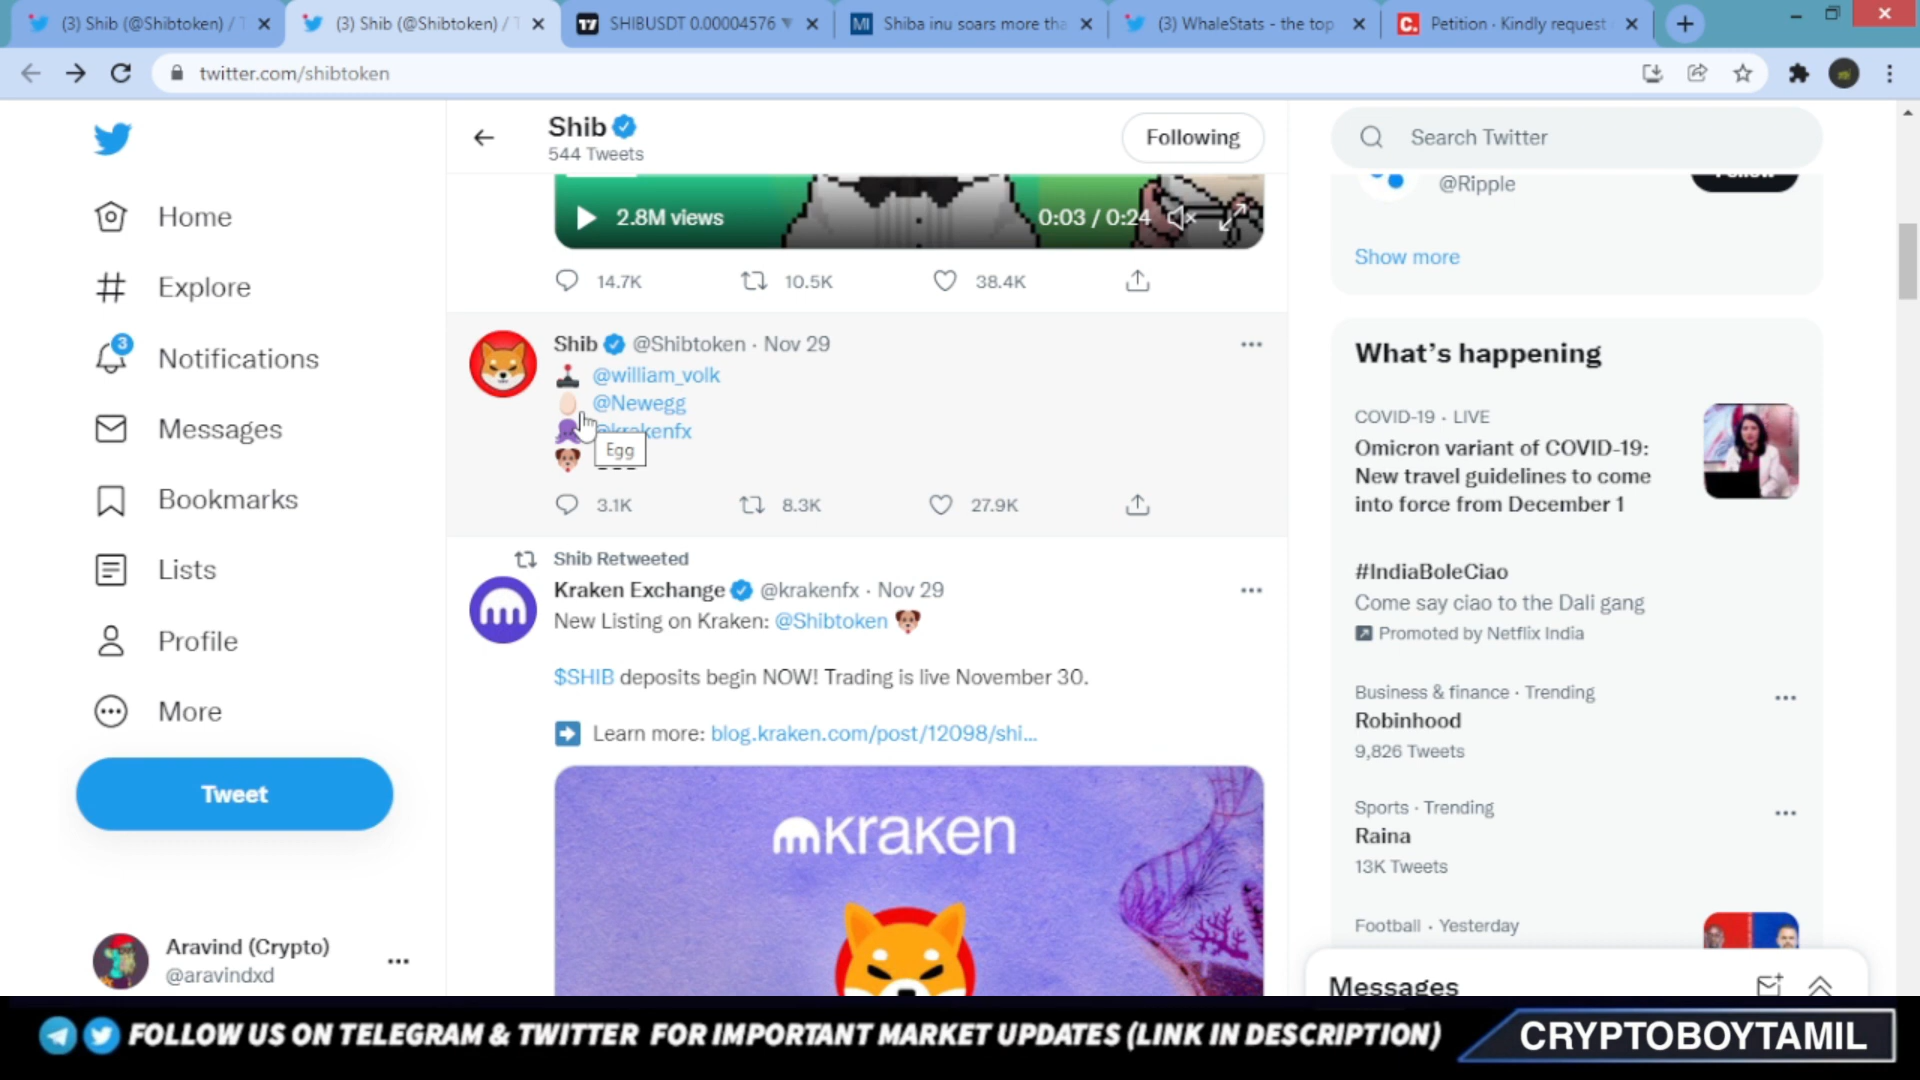 (3) Shib (@Shibtoken) / T
(3) Shib (@Shibtoken) / T
SHIBUSDT 0.00004576 ▼
Shiba inu soars more tha
(3) WhaleStats - the top
Petition · Kindly request
twitter.com/shibtoken
Home
Explore
3
Notifications
Messages
Bookmarks
Lists
Profile
More
Tweet
Aravind (Crypto)
@aravindxd
Shib
544 Tweets
Following
2.8M views
0:03 / 0:24
14.7K
10.5K
38.4K
Shib @Shibtoken · Nov 29
@william_volk
@Newegg
@krakenfx
Egg
3.1K
8.3K
27.9K
Shib Retweeted
Kraken Exchange @krakenfx · Nov 29
New Listing on Kraken: @Shibtoken
$SHIB deposits begin NOW! Trading is live November 30.
Learn more: blog.kraken.com/post/12098/shi...
kraken
Search Twitter
@Ripple
Show more
What's happening
COVID-19 · LIVE
Omicron variant of COVID-19:
New travel guidelines to come
into force from December 1
#IndiaBoleCiao
Come say ciao to the Dali gang
Promoted by Netflix India
Business & finance · Trending
Robinhood
9,826 Tweets
Sports · Trending
Raina
13K Tweets
Football · Yesterday
Messages
FOLLOW US ON TELEGRAM & TWITTER FOR IMPORTANT MARKET UPDATES (LINK IN DESCRIPTION)
CRYPTOBOYTAMIL